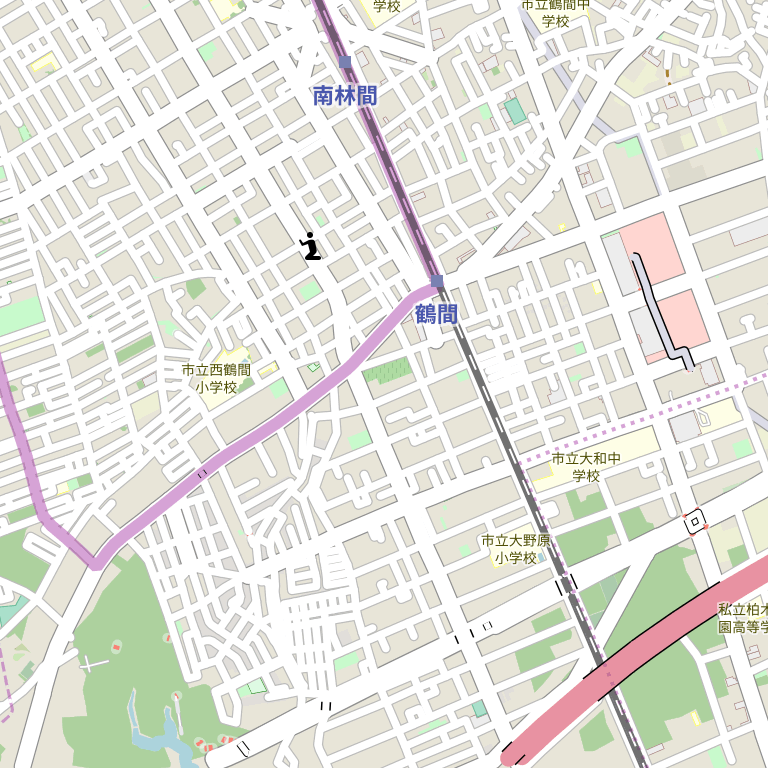 学校
市立鶴間中
学校
南林間
鶴間
市立西鶴間
小学校
市立大和中
学校
市立大野原
小学校
私立柏木
園高等学